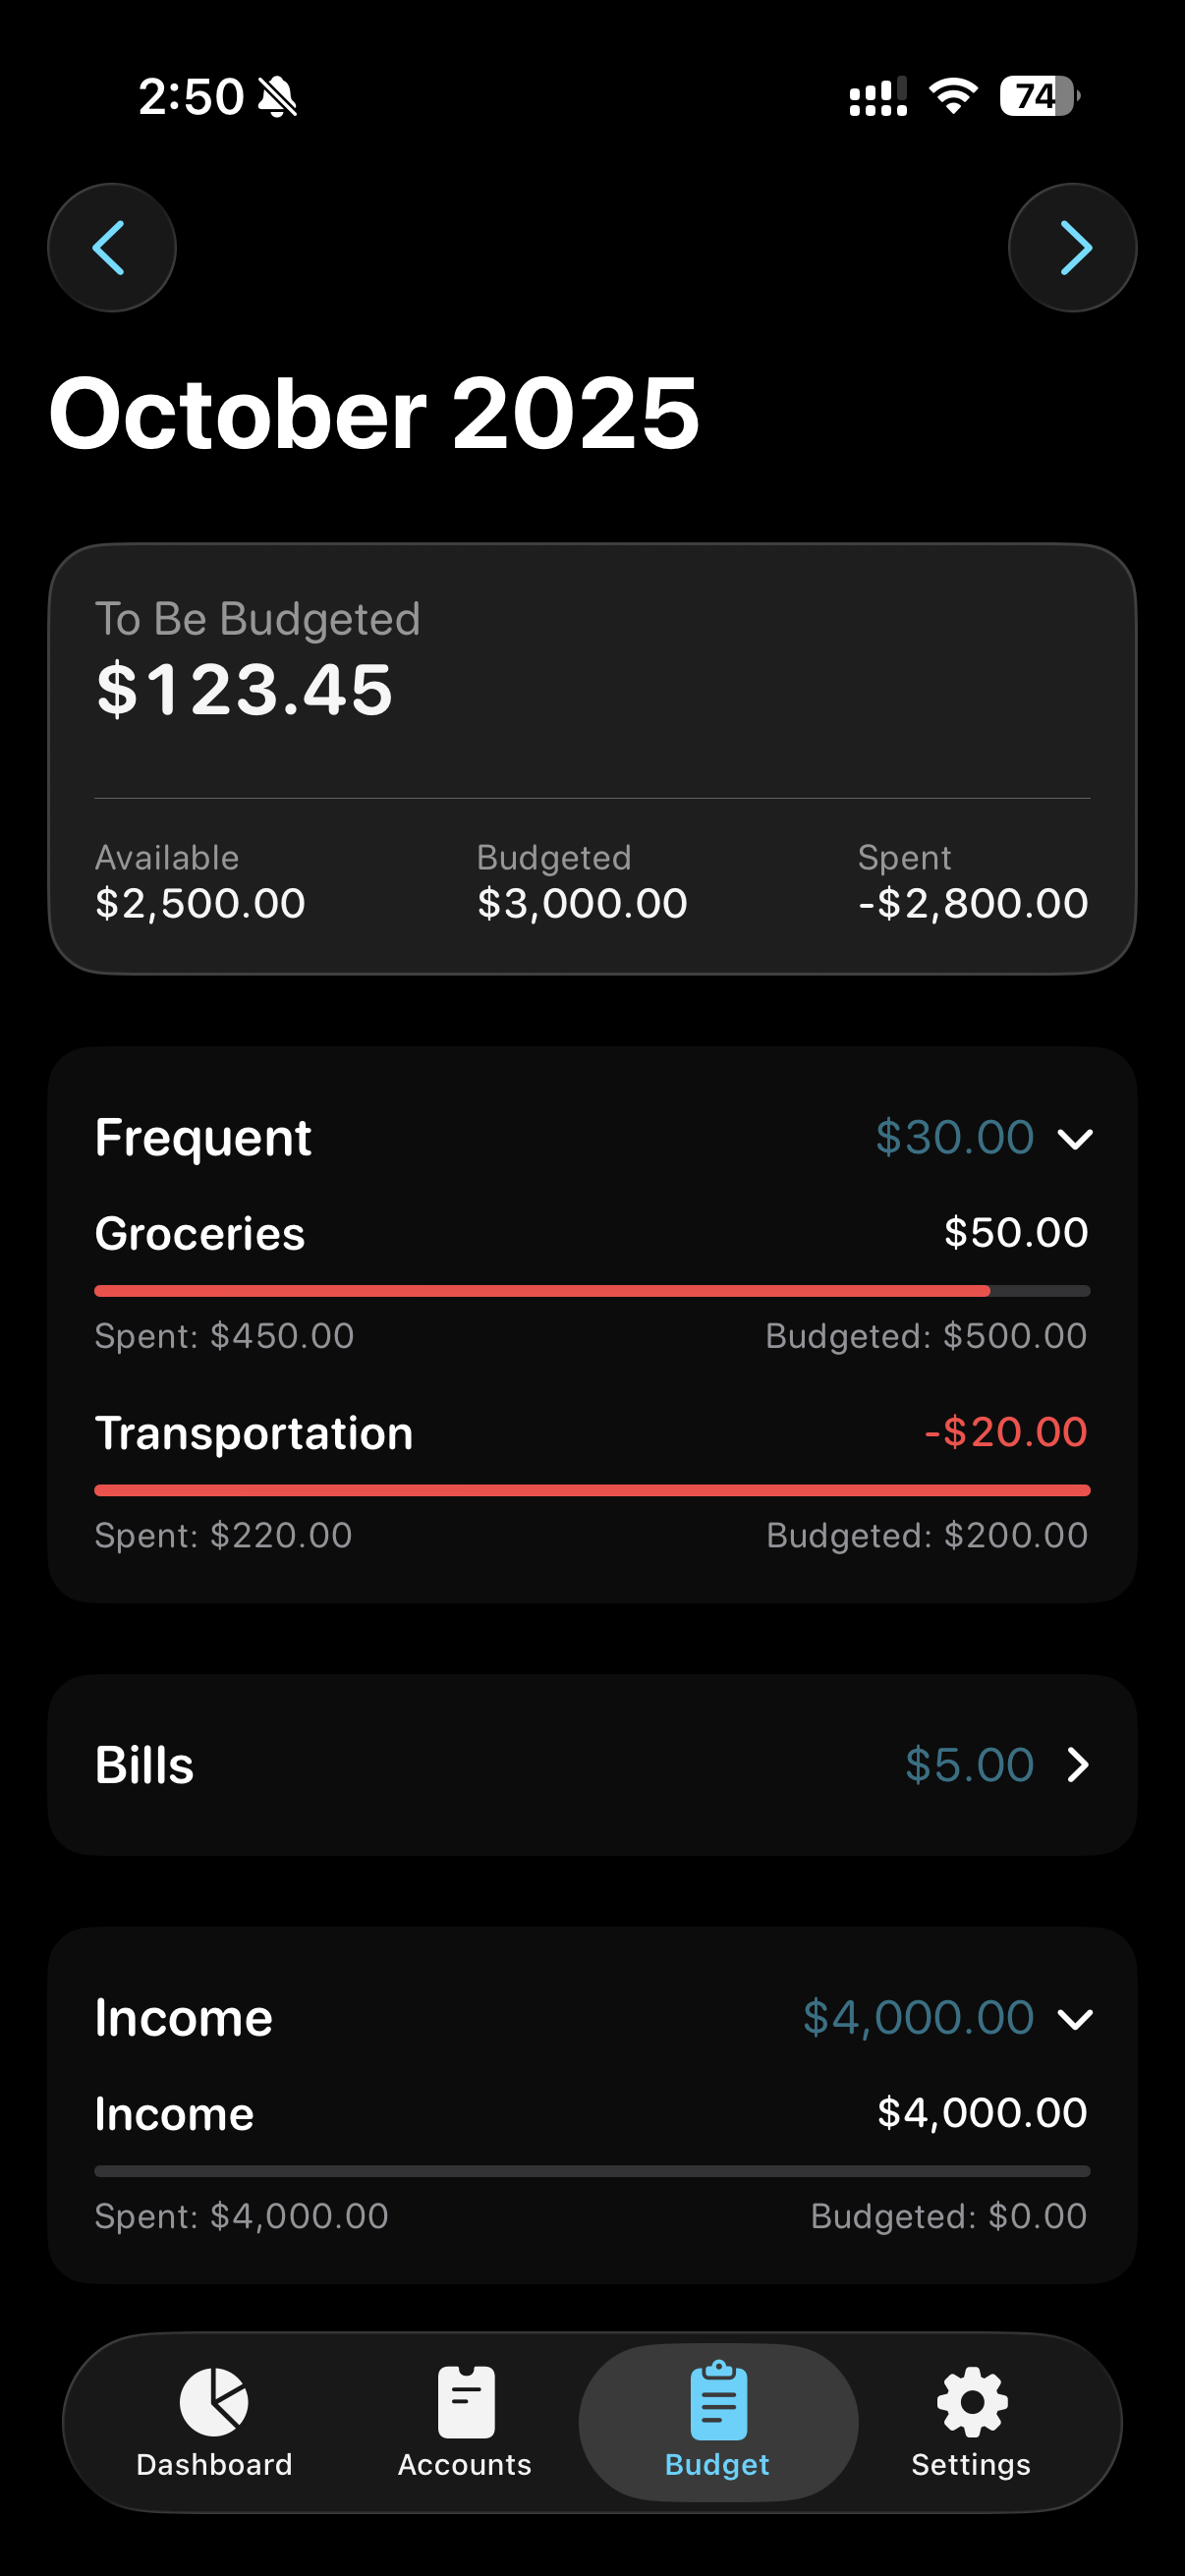 2:50 74
October 2025
To Be Budgeted
$123.45
Available Budgeted Spent
$2,500.00 $3,000.00 -$2,800.00
Frequent $30.00
Groceries $50.00
Spent: $450.00 Budgeted: $500.00
Transportation -$20.00
Spent: $220.00 Budgeted: $200.00
Bills $5.00
Income $4,000.00
Income $4,000.00
Spent: $4,000.00 Budgeted: $0.00
Dashboard Accounts Budget Settings